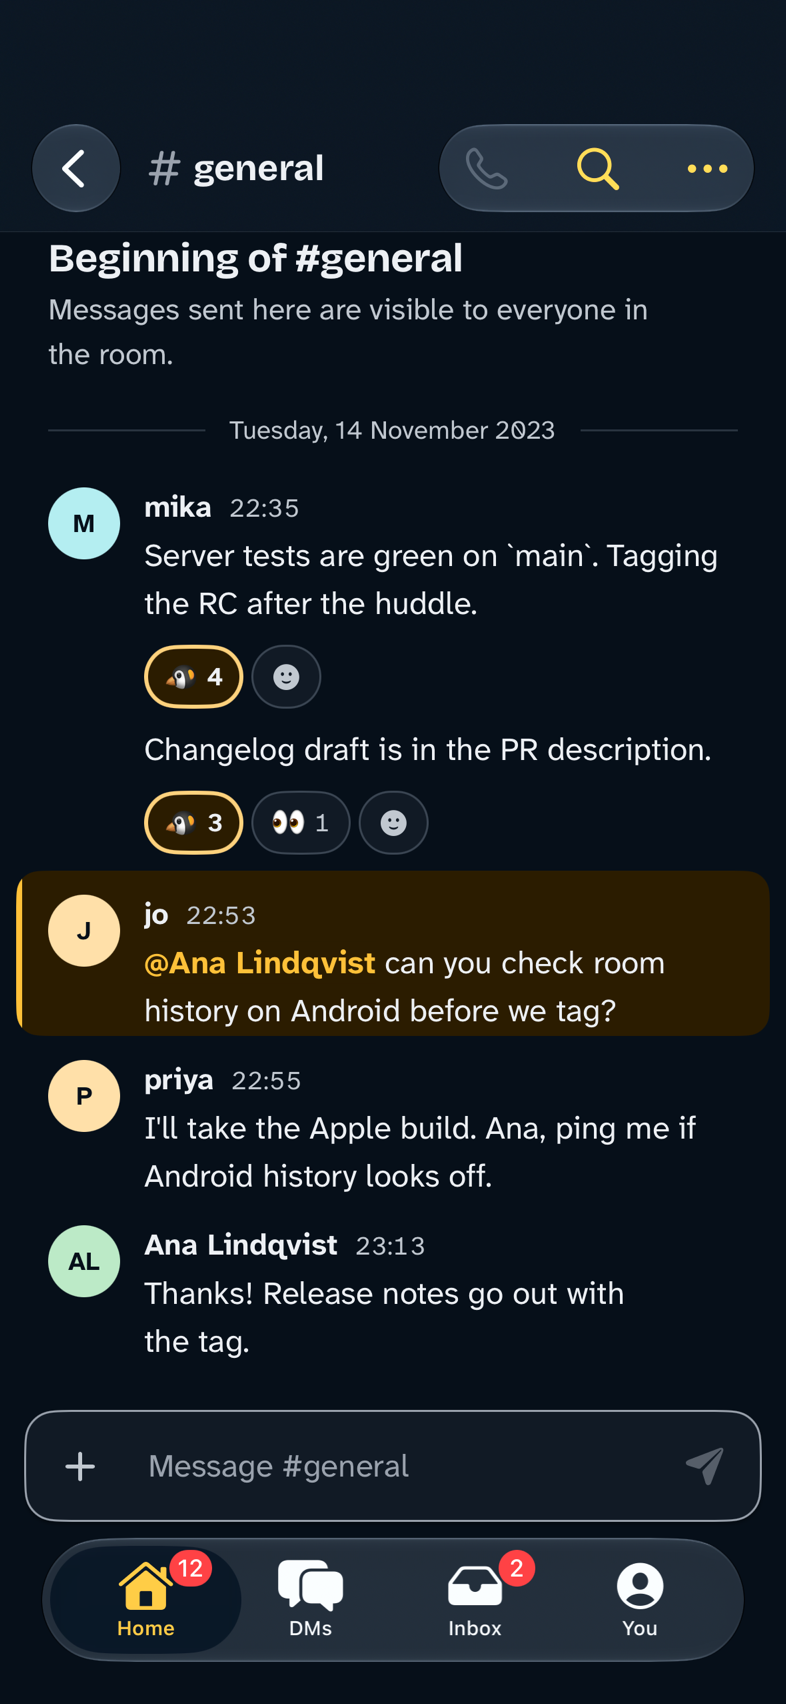 # general
Beginning of #general
Messages sent here are visible to everyone in
the room.
Tuesday, 14 November 2023
M
mika 22:35
Server tests are green on `main`. Tagging
the RC after the huddle.
4
Changelog draft is in the PR description.
3 1
J
jo 22:53
@Ana Lindqvist can you check room
history on Android before we tag?
P
priya 22:55
I'll take the Apple build. Ana, ping me if
Android history looks off.
AL
Ana Lindqvist 23:13
Thanks! Release notes go out with
the tag.
Message #general
12 2
Home DMs Inbox You